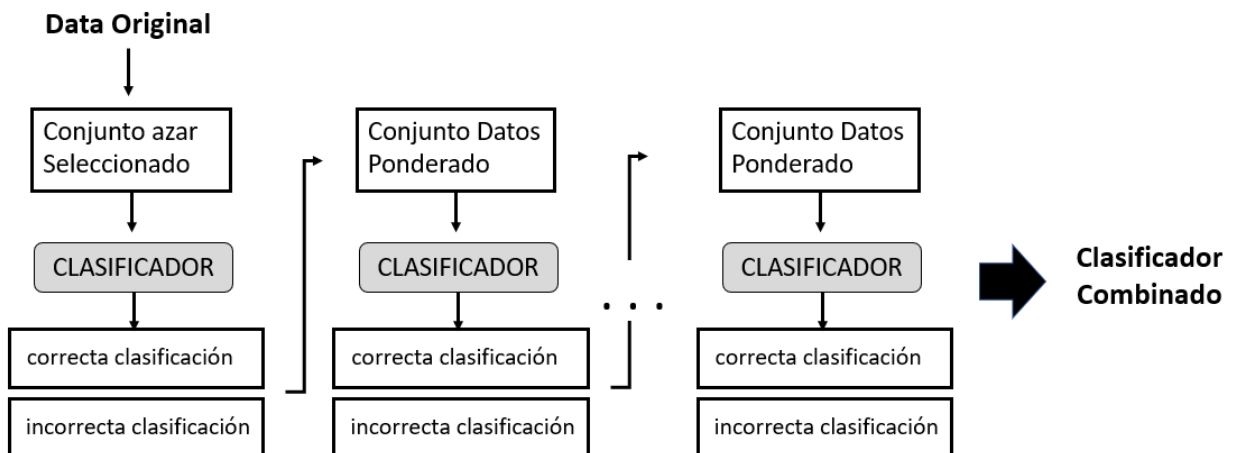 Data Original
Conjunto azar
Seleccionado
CLASIFICADOR
correcta clasificación
incorrecta clasificación
Conjunto Datos
Ponderado
CLASIFICADOR
correcta clasificación
incorrecta clasificación
. . .
Conjunto Datos
Ponderado
CLASIFICADOR
correcta clasificación
incorrecta clasificación
Clasificador
Combinado